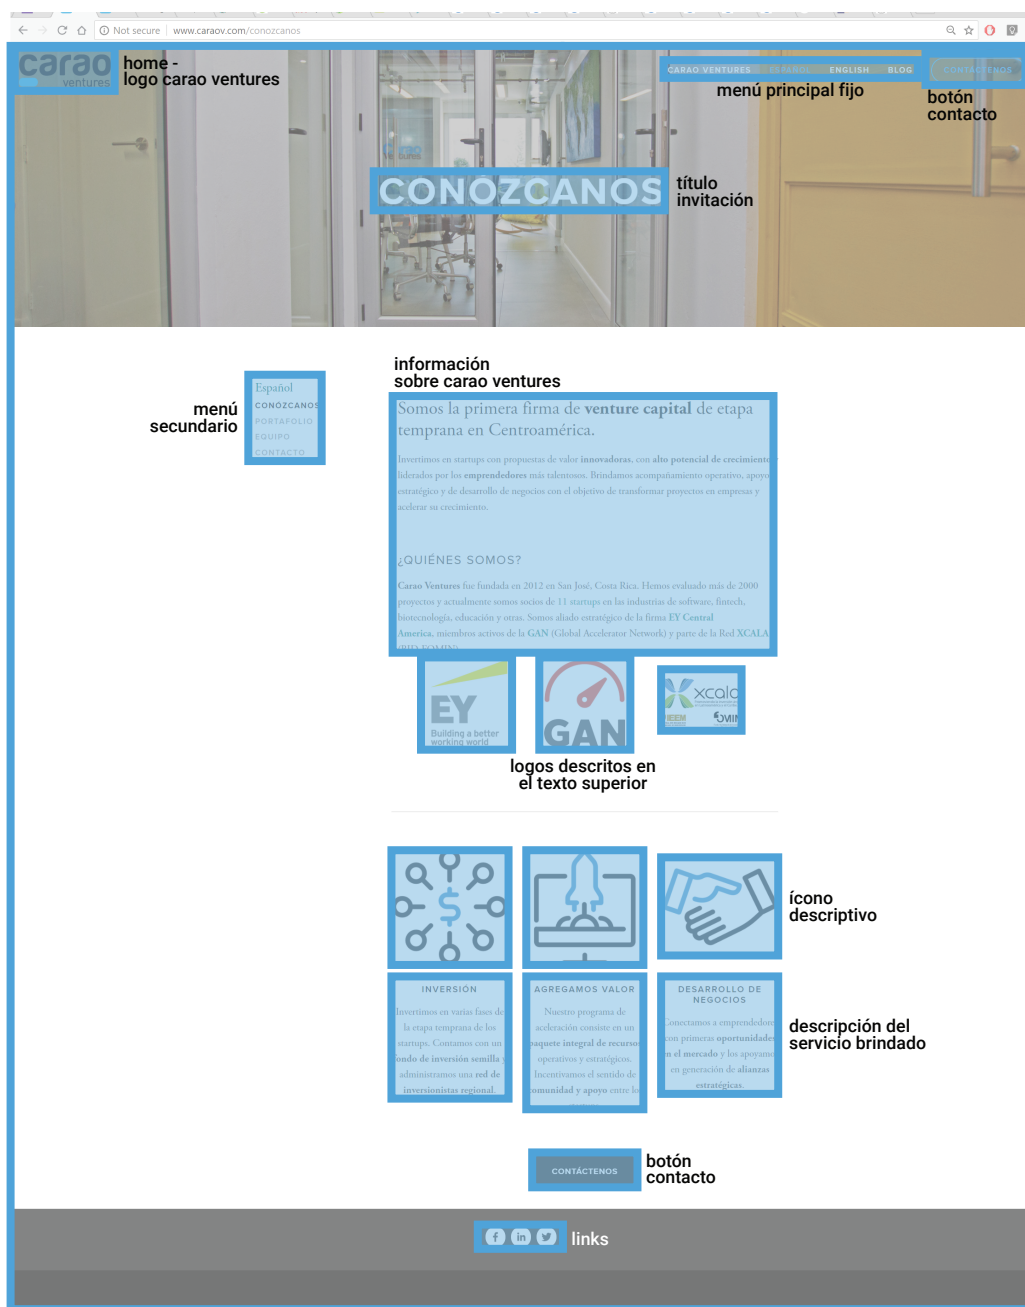 Not secure | www.caraov.com/conozcanos
carao
ventures
home -
logo carao ventures
CARAO VENTURES ESPAÑOL ENGLISH BLOG
CONTÁCTENOS
menú principal fijo
botón
contacto
carao
ventures
CONÓZCANOS
título
invitación
información
sobre carao ventures
menú
secundario
Español
CONÓZCANOS
PORTAFOLIO
EQUIPO
CONTACTO
Somos la primera firma de venture capital de etapa
temprana en Centroamérica.
Invertimos en startups con propuestas de valor innovadoras, con alto potencial de crecimiento
liderados por los emprendedores más talentosos. Brindamos acompañamiento operativo, apoyo
estratégico y de desarrollo de negocios con el objetivo de transformar proyectos en empresas y
acelerar su crecimiento.
¿QUIÉNES SOMOS?
Carao Ventures fue fundada en 2012 en San José, Costa Rica. Hemos evaluado más de 2000
proyectos y actualmente somos socios de 11 startups en las industrias de software, fintech,
biotecnología, educación y otras. Somos aliado estratégico de la firma EY Central
America, miembros activos de la GAN (Global Accelerator Network) y parte de la Red XCALA
(BID-FOMIN)
EY
Building a better
working world
GAN
xcala
logos descritos en
el texto superior
$
ícono
descriptivo
INVERSIÓN
Invertimos en varias fases de
la etapa temprana de los
startups. Contamos con un
fondo de inversión semilla y
administramos una red de
inversionistas regional.
AGREGAMOS VALOR
Nuestro programa de
aceleración consiste en un
paquete integral de recursos
operativos y estratégicos.
Incentivamos el sentido de
comunidad y apoyo entre los
DESARROLLO DE
NEGOCIOS
Conectamos a emprendedores
con primeras oportunidades
en el mercado y los apoyamos
en generación de alianzas
estratégicas.
descripción del
servicio brindado
CONTÁCTENOS
botón
contacto
f in
links